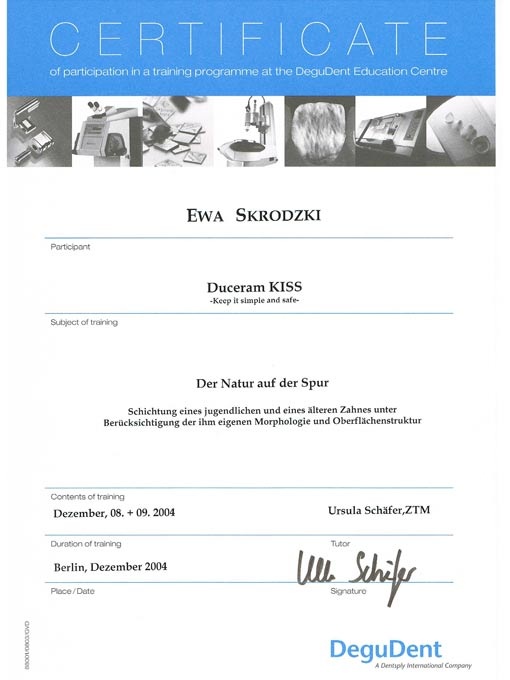 CERTIFICATE
of participation in a training programme at the DeguDent Education Centre
EWA SKRODZKI
Participant
Duceram KISS
-Keep it simple and safe-
Subject of training
Der Natur auf der Spur
Schichtung eines jugendlichen und eines älteren Zahnes unter
Berücksichtigung der ihm eigenen Morphologie und Oberflächenstruktur
Contents of training
Dezember, 08. + 09. 2004
Ursula Schäfer,ZTM
Duration of training
Tutor
Berlin, Dezember 2004
Ulla Schäfer
Place / Date
Signature
DeguDent
A Dentsply International Company